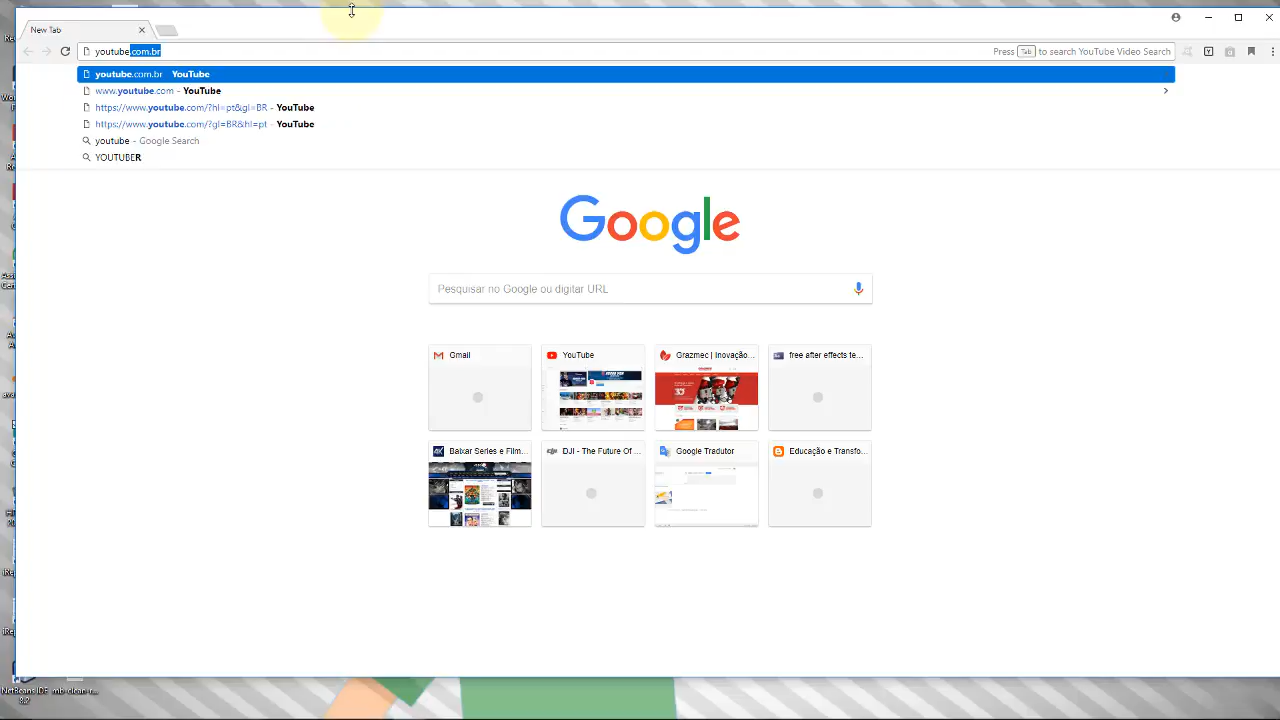 New Tab
youtube.com.br
Press Tab to search YouTube Video Search
youtube.com.br YouTube
www.youtube.com - YouTube
https://www.youtube.com/?hl=pt&gl=BR - YouTube
https://www.youtube.com/?gl=BR&hl=pt - YouTube
youtube - Google Search
YOUTUBER
Google
Pesquisar no Google ou digitar URL
Gmail
YouTube
Grazmec | Inovação...
free after effects te...
Baixar Series e Film...
DJI - The Future Of ...
Google Tradutor
Educação e Transfo...